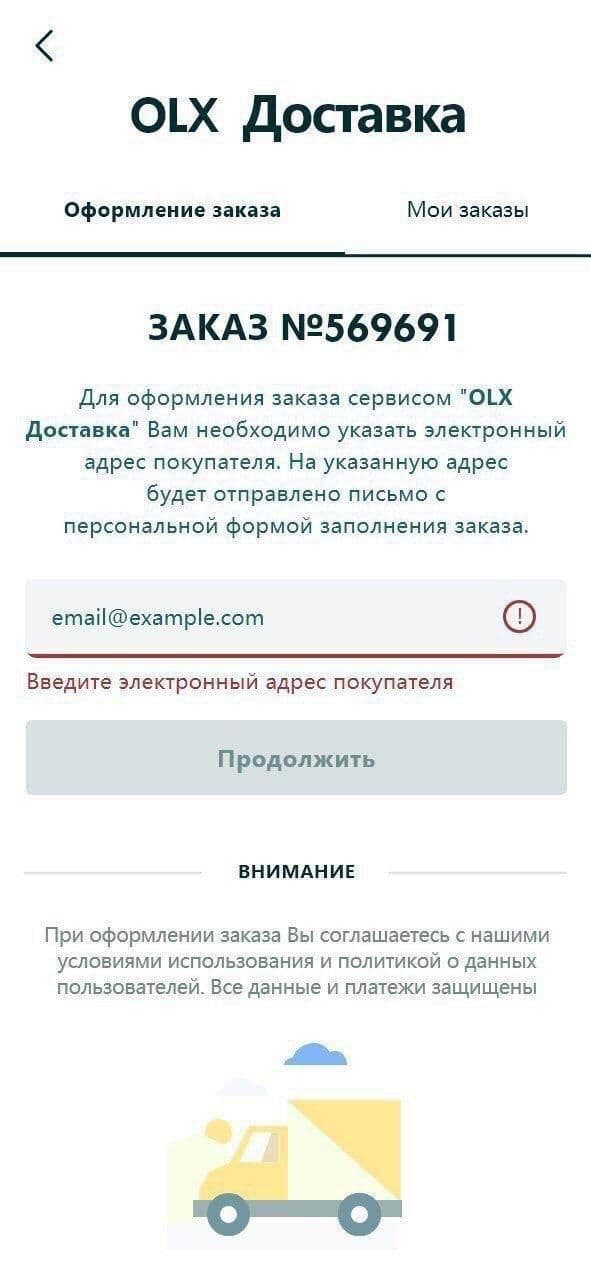 OLX Доставка
Оформление заказа
Мои заказы
ЗАКАЗ №569691
Для оформления заказа сервисом "OLX
Доставка" Вам необходимо указать электронный
адрес покупателя. На указанную адрес
будет отправлено письмо с
персональной формой заполнения заказа.
email@example.com
!
Введите электронный адрес покупателя
Продолжить
ВНИМАНИЕ
При оформлении заказа Вы соглашаетесь с нашими
условиями использования и политикой о данных
пользователей. Все данные и платежи защищены